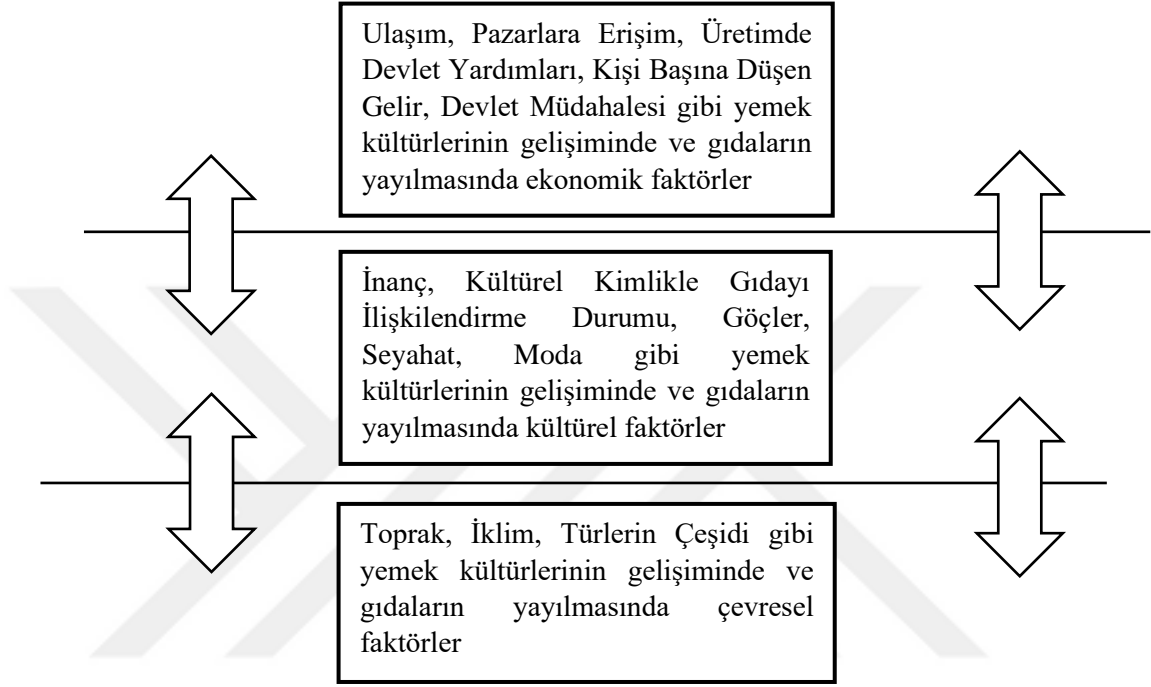 Ulaşım, Pazarlara Erişim, Üretimde
Devlet Yardımları, Kişi Başına Düşen
Gelir, Devlet Müdahalesi gibi yemek
kültürlerinin gelişiminde ve gıdaların
yayılmasında ekonomik faktörler
İnanç, Kültürel Kimlikle Gıdayı
İlişkilendirme Durumu, Göçler,
Seyahat, Moda gibi yemek
kültürlerinin gelişiminde ve gıdaların
yayılmasında kültürel faktörler
Toprak, İklim, Türlerin Çeşidi gibi
yemek kültürlerinin gelişiminde ve
gıdaların yayılmasında çevresel
faktörler